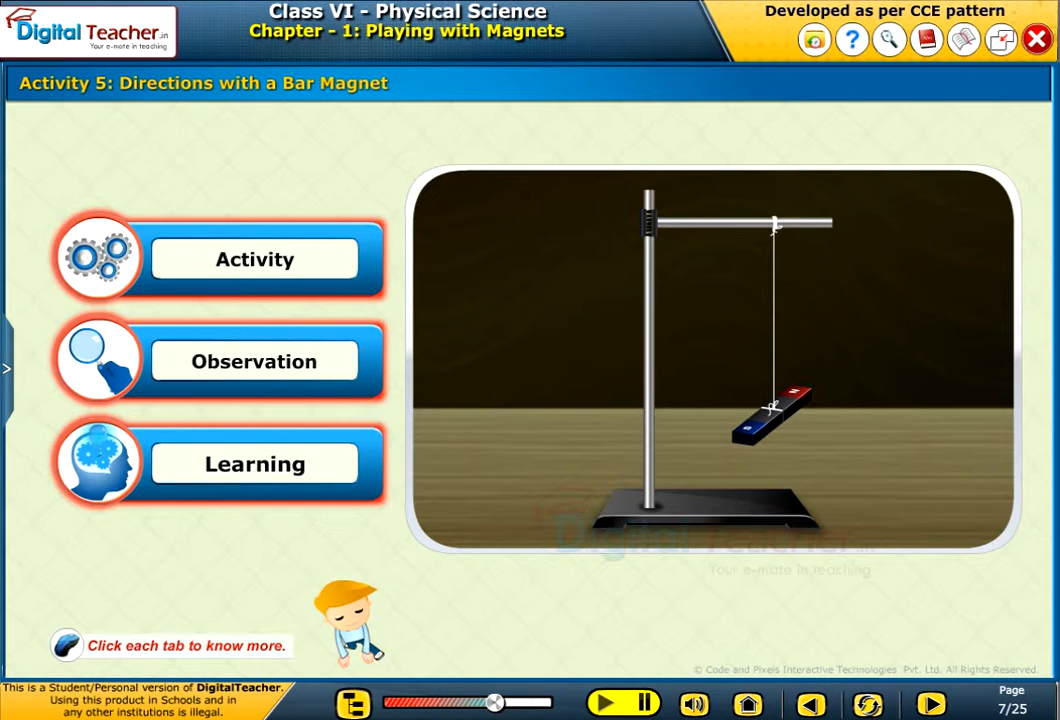 Digital Teacher.in
Your e-mate in teaching
Class VI - Physical Science
Chapter - 1: Playing with Magnets
Developed as per CCE pattern
?
Activity 5: Directions with a Bar Magnet
Activity
Observation
Learning
N
S
Digital Teacher.in
Your e-mate in teaching
Click each tab to know more.
© Code and Pixels Interactive Technologies Pvt. Ltd. All Rights Reserved.
This is a Student/Personal version of DigitalTeacher.
Using this product in Schools and in
any other institutions is illegal.
Page
7/25